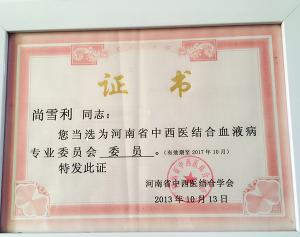 证书
尚雪利 同志：
您当选为河南省中西医结合血液病
专业委员会 委员 。（有效期至2017年10月）
特发此证
河南省中西医结合学会
2013年10月13日